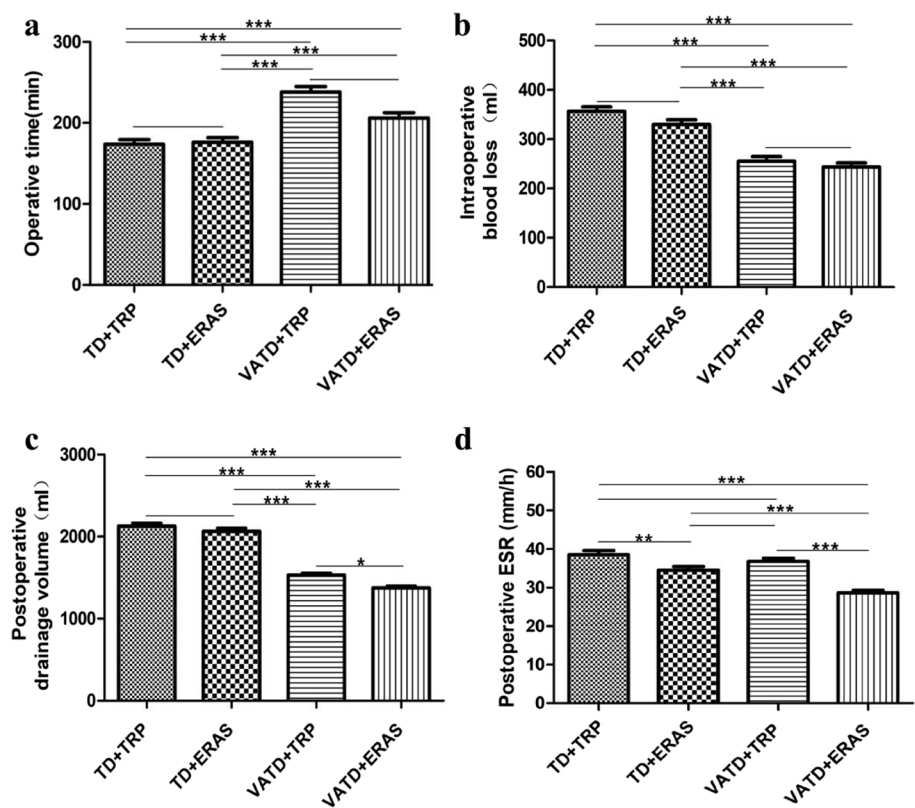 a
Operative time(min)
300
200
100
0
***
***
***
***
TD+TRP
TD+ERAS
VATD+TRP
VATD+ERAS
b
Intraoperative
blood loss （ml）
500
400
300
200
100
0
***
***
***
***
TD+TRP
TD+ERAS
VATD+TRP
VATD+ERAS
c
Postoperative
drainage volume（ml）
3000
2000
1000
0
***
***
***
***
*
TD+TRP
TD+ERAS
VATD+TRP
VATD+ERAS
d
Postoperative ESR (mm/h)
60
50
40
30
20
10
0
***
***
**
***
TD+TRP
TD+ERAS
VATD+TRP
VATD+ERAS